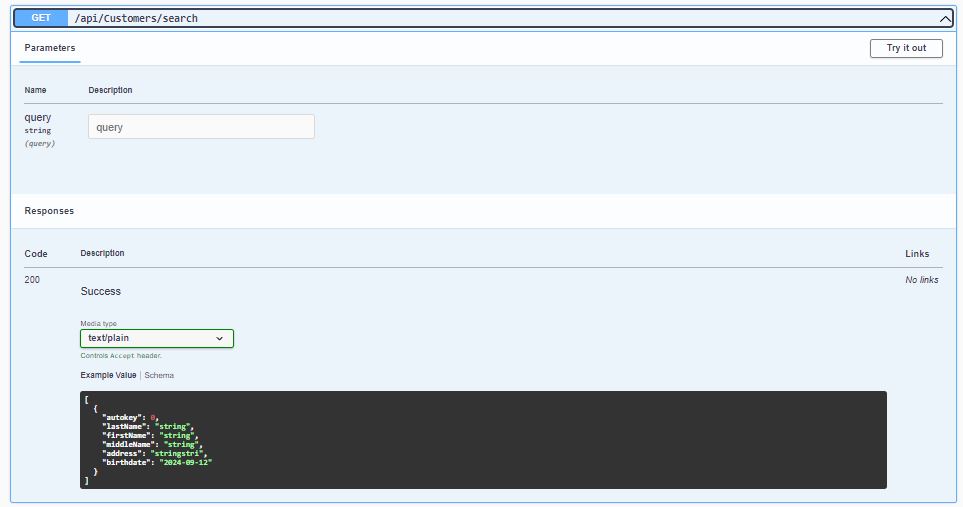 GET /api/Customers/search
Parameters Try it out
Name Description
query query
string
(query)
Responses
Code Description Links
200 No links
Success
Media type
text/plain
Controls Accept header.
Example Value | Schema
[
  {
    "autokey": 0,
    "lastName": "string",
    "firstName": "string",
    "middleName": "string",
    "address": "stringstri",
    "birthdate": "2024-09-12"
  }
]